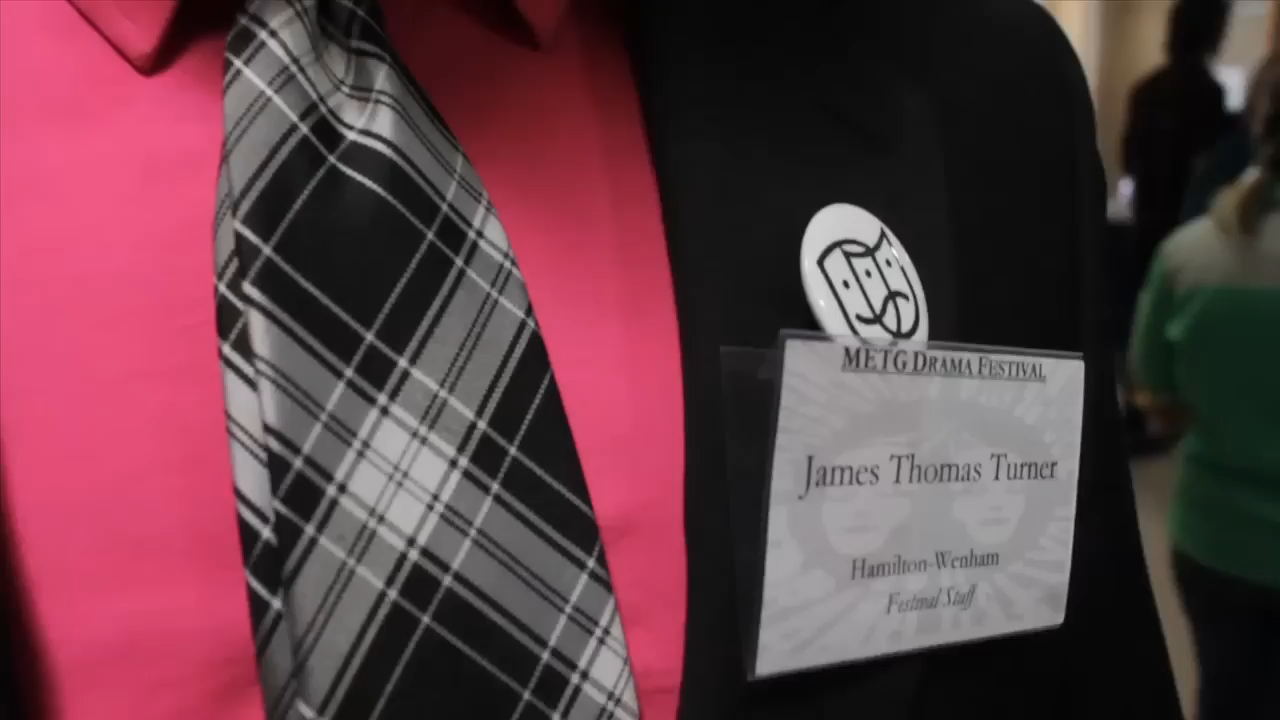 METG DRAMA FESTIVAL
James Thomas Turner
Hamilton-Wenham
Festival Staff